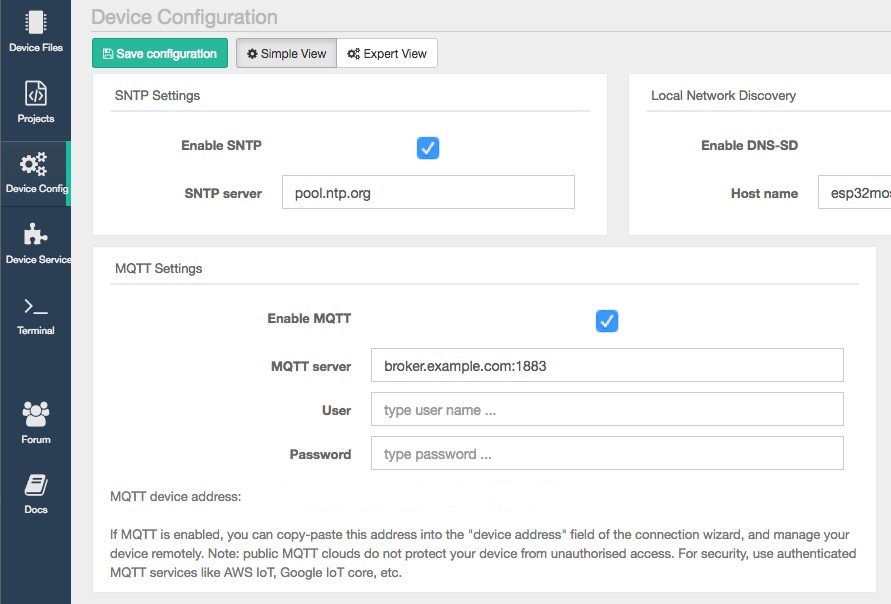 Device Files
Projects
Device Config
Device Service
Terminal
Forum
Docs
Device Configuration
Save configuration
Simple View
Expert View
SNTP Settings
Enable SNTP
SNTP server
pool.ntp.org
Local Network Discovery
Enable DNS-SD
Host name
esp32mos
MQTT Settings
Enable MQTT
MQTT server
broker.example.com:1883
User
type user name ...
Password
type password ...
MQTT device address:
If MQTT is enabled, you can copy-paste this address into the "device address" field of the connection wizard, and manage your
device remotely. Note: public MQTT clouds do not protect your device from unauthorised access. For security, use authenticated
MQTT services like AWS IoT, Google IoT core, etc.